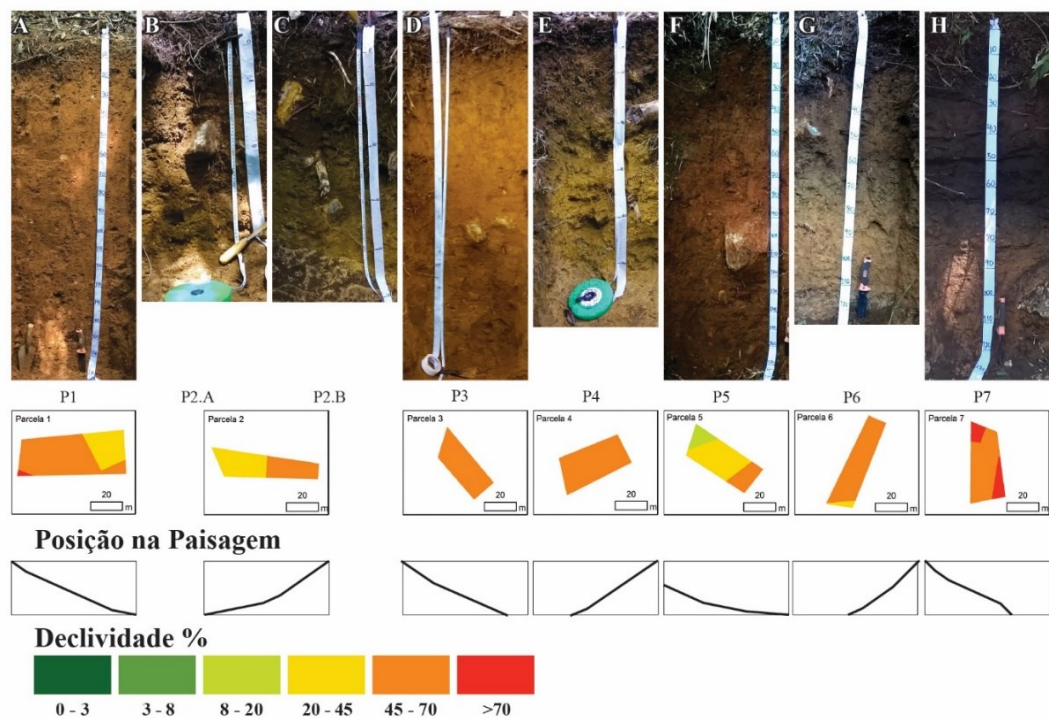 A B C D E F G H
P1 P2.A P2.B P3 P4 P5 P6 P7
Parcela 1 Parcela 2 Parcela 3 Parcela 4 Parcela 5 Parcela 6 Parcela 7
20 20 20 20 20 20 20
m m m m m m m
Posição na Paisagem
Declividade %
0 - 3 3 - 8 8 - 20 20 - 45 45 - 70 >70